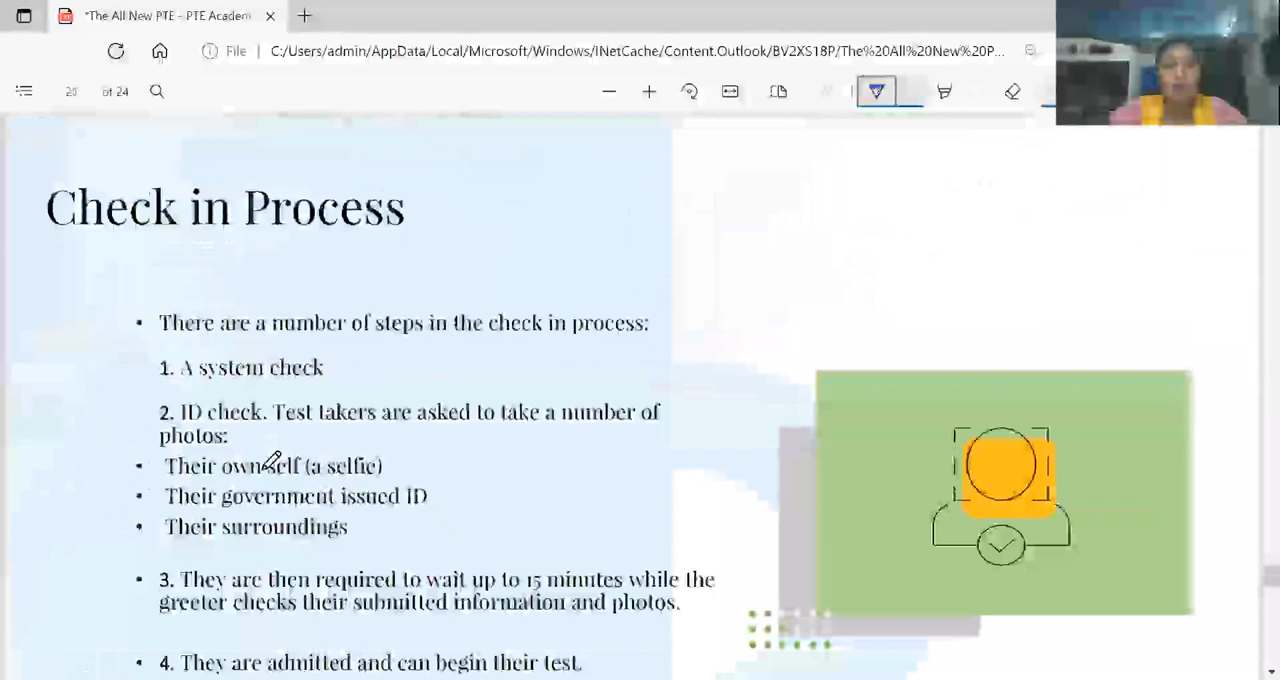 *The All New PTE - PTE Academ
File
C:/Users/admin/AppData/Local/Microsoft/Windows/INetCache/Content.Outlook/BV2XS18P/The%20All%20New%20P...
of 24
Check in Process
• There are a number of steps in the check in process:
1. A system check
2. ID check. Test takers are asked to take a number of
photos:
• Their own self (a selfie)
• Their government issued ID
• Their surroundings
• 3. They are then required to wait up to 15 minutes while the
greeter checks their submitted information and photos.
• 4. They are admitted and can begin their test.